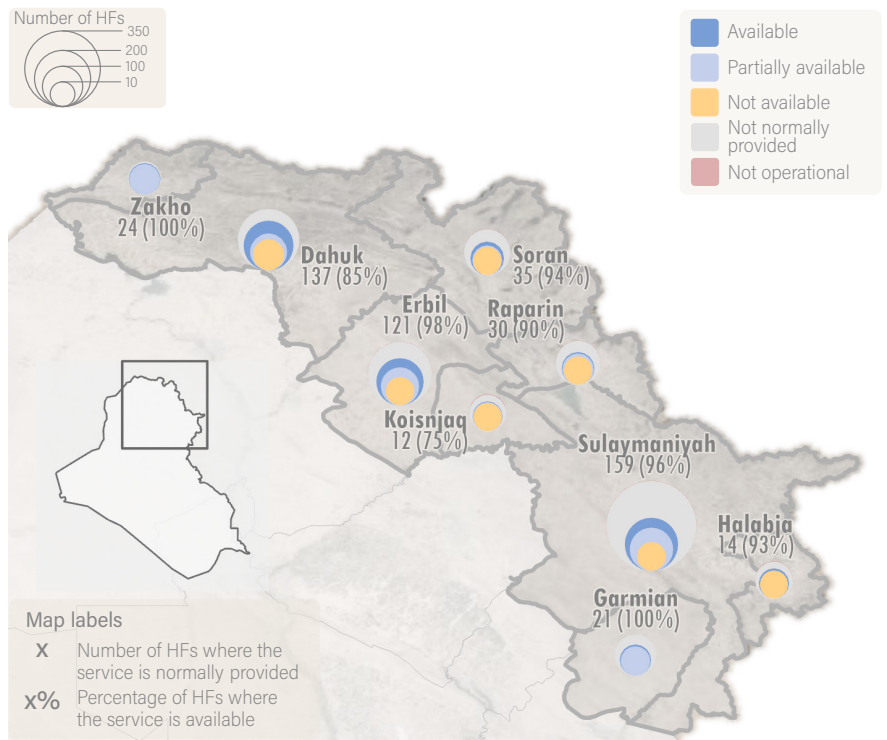 Number of HFs
350
200
100
10
Available
Partially available
Not available
Not normally
provided
Not operational
Zakho
24 (100%)
Dahuk
137 (85%)
Soran
35 (94%)
Erbil
121 (98%)
Raparin
30 (90%)
Koisnjaq
12 (75%)
Sulaymaniyah
159 (96%)
Halabja
14 (93%)
Garmian
21 (100%)
Map labels
x Number of HFs where the
service is normally provided
x% Percentage of HFs where
the service is available